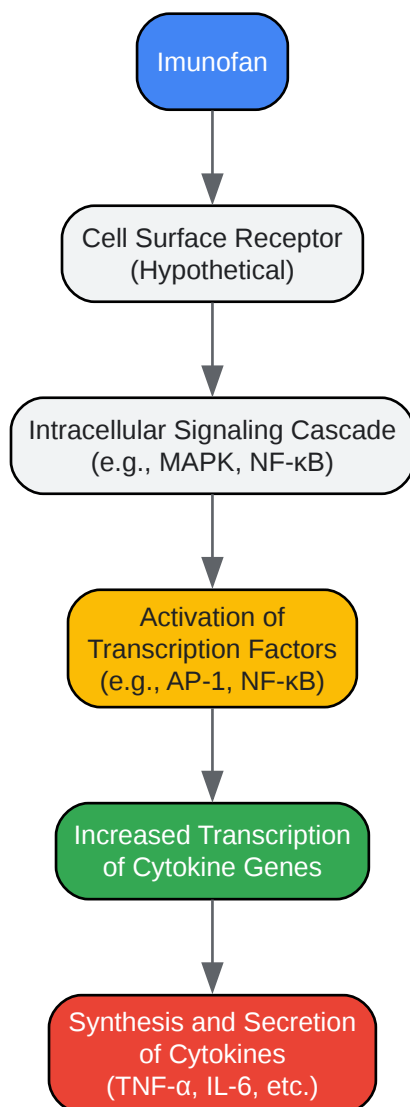 Imunofan
Cell Surface Receptor
(Hypothetical)
Intracellular Signaling Cascade
(e.g., MAPK, NF-κB)
Activation of
Transcription Factors
(e.g., AP-1, NF-κB)
Increased Transcription
of Cytokine Genes
Synthesis and Secretion
of Cytokines
(TNF-α, IL-6, etc.)